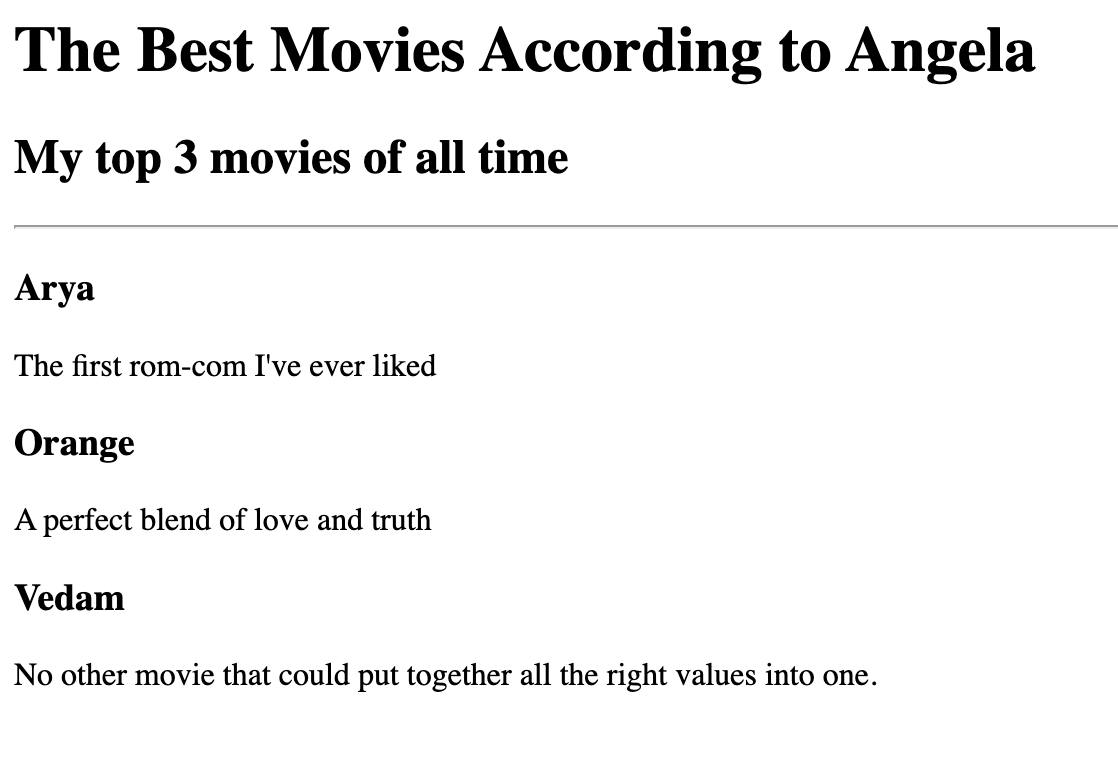 The Best Movies According to Angela
My top 3 movies of all time
Arya
The first rom-com I've ever liked
Orange
A perfect blend of love and truth
Vedam
No other movie that could put together all the right values into one.